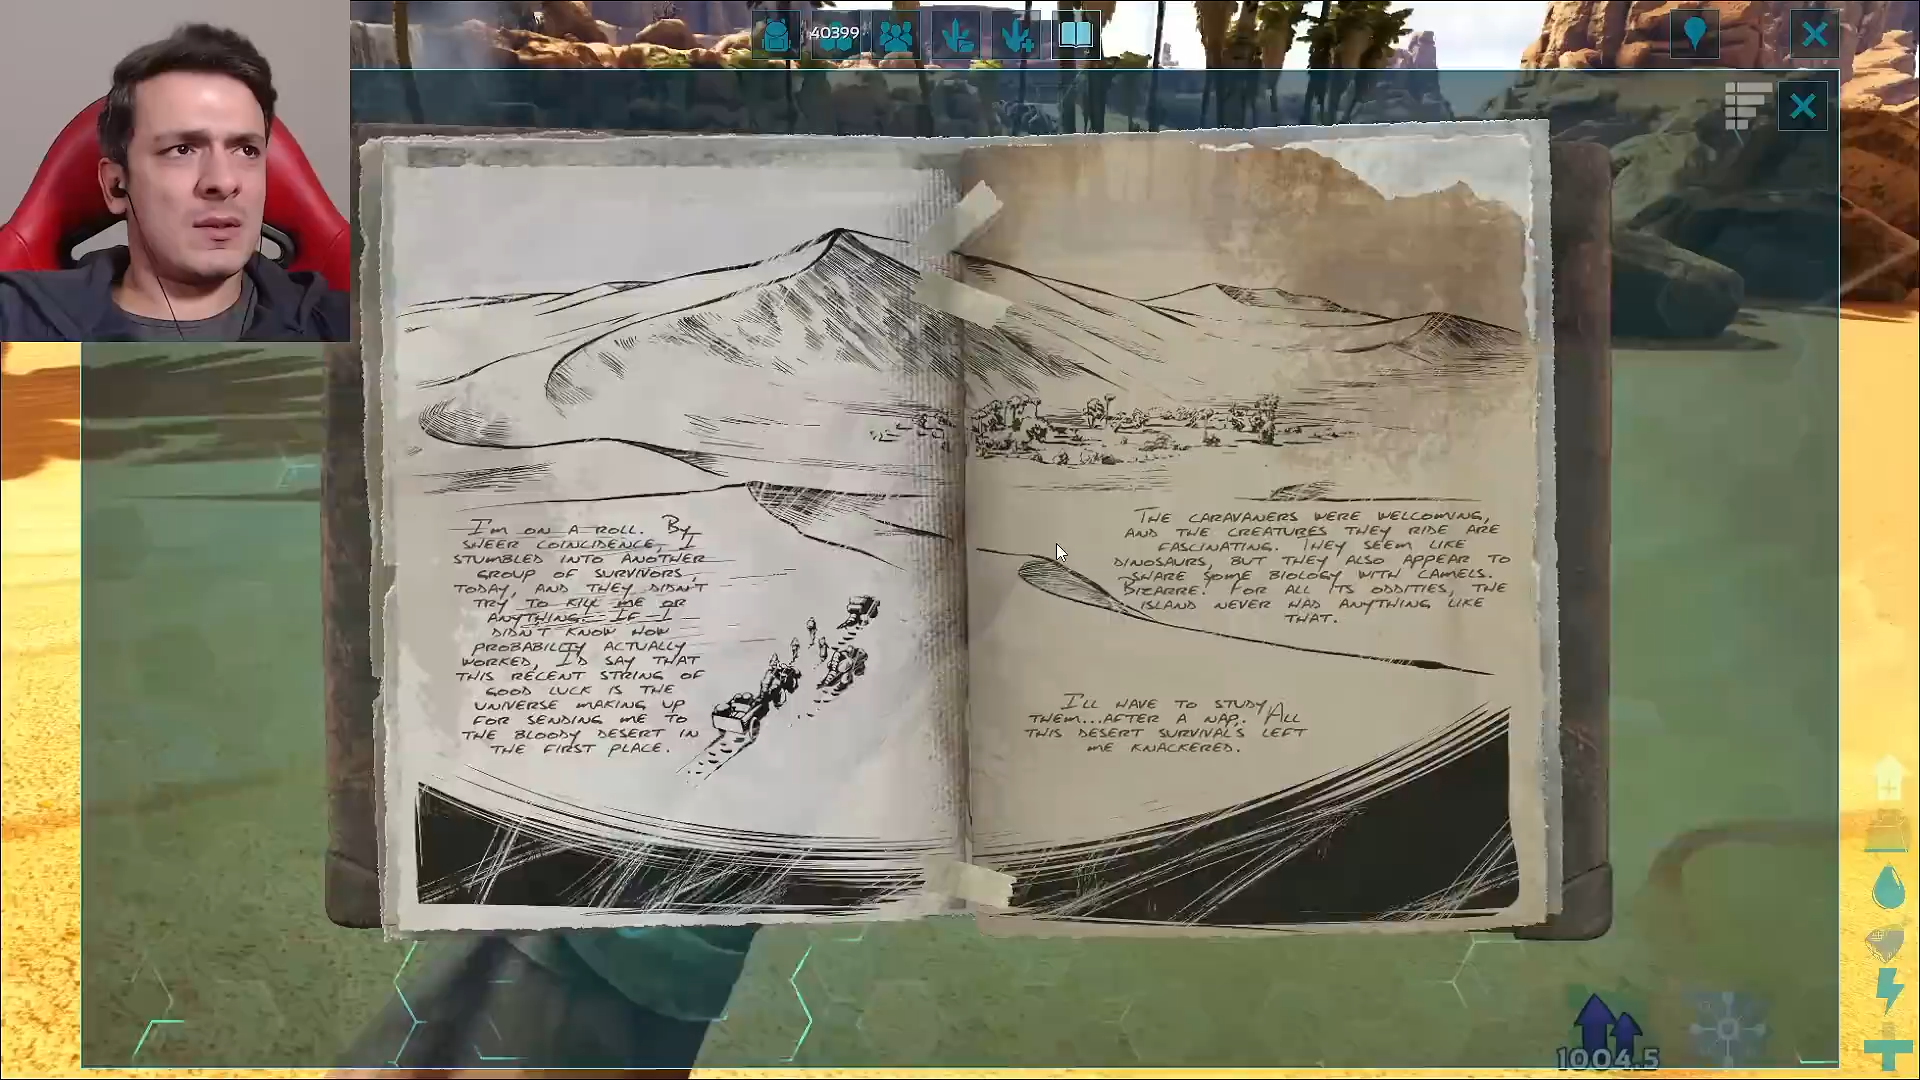 40399
I'M ON A ROLL. BY
SHEER COINCIDENCE, I
STUMBLED INTO ANOTHER
GROUP OF SURVIVORS
TODAY, AND THEY DIDN'T
TRY TO KILL ME OR
ANYTHING! IF I
DIDN'T KNOW HOW
PROBABILITY ACTUALLY
WORKED, I'D SAY THAT
THIS RECENT STRING OF
GOOD LUCK IS THE
UNIVERSE MAKING UP
FOR SENDING ME TO
THE BLOODY DESERT IN
THE FIRST PLACE.
THE CARAVANERS WERE WELCOMING,
AND THE CREATURES THEY RIDE ARE
FASCINATING. THEY SEEM LIKE
DINOSAURS, BUT THEY ALSO APPEAR TO
SHARE SOME BIOLOGY WITH CAMELS.
BIZARRE! FOR ALL ITS ODDITIES, THE
ISLAND NEVER HAD ANYTHING LIKE
THAT.
I'LL HAVE TO STUDY
THEM...AFTER A NAP. ALL
THIS DESERT SURVIVAL'S LEFT
ME KNACKERED.
1004.5